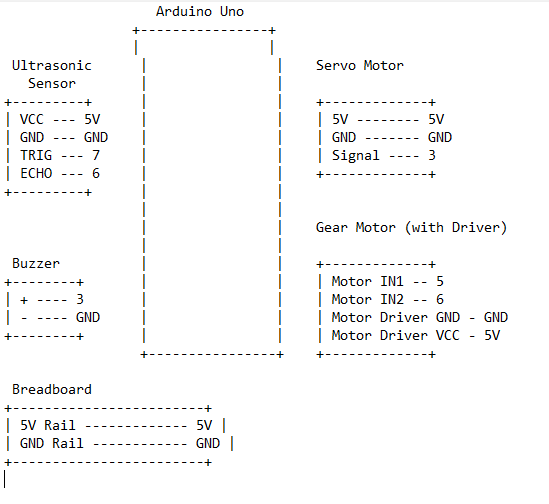 Arduino Uno
Ultrasonic
Sensor
VCC --- 5V
GND --- GND
TRIG --- 7
ECHO --- 6
Servo Motor
5V -------- 5V
GND ------- GND
Signal ---- 3
Buzzer
+ ---- 3
- ---- GND
Gear Motor (with Driver)
Motor IN1 -- 5
Motor IN2 -- 6
Motor Driver GND - GND
Motor Driver VCC - 5V
Breadboard
5V Rail ------------- 5V
GND Rail ------------ GND